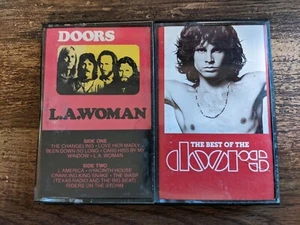 DOORS
L.A.WOMAN
SIDE ONE
THE CHANGELING • LOVE HER MADLY
BEEN DOWN SO LONG • CARS HISS BY MY
WINDOW • L.A. WOMAN
SIDE TWO
L'AMERICA • HYACINTH HOUSE
CRAWLING KING SNAKE • THE WASP
(TEXAS RADIO AND THE BIG BEAT)
RIDERS ON THE STORM
THE BEST OF THE
doors